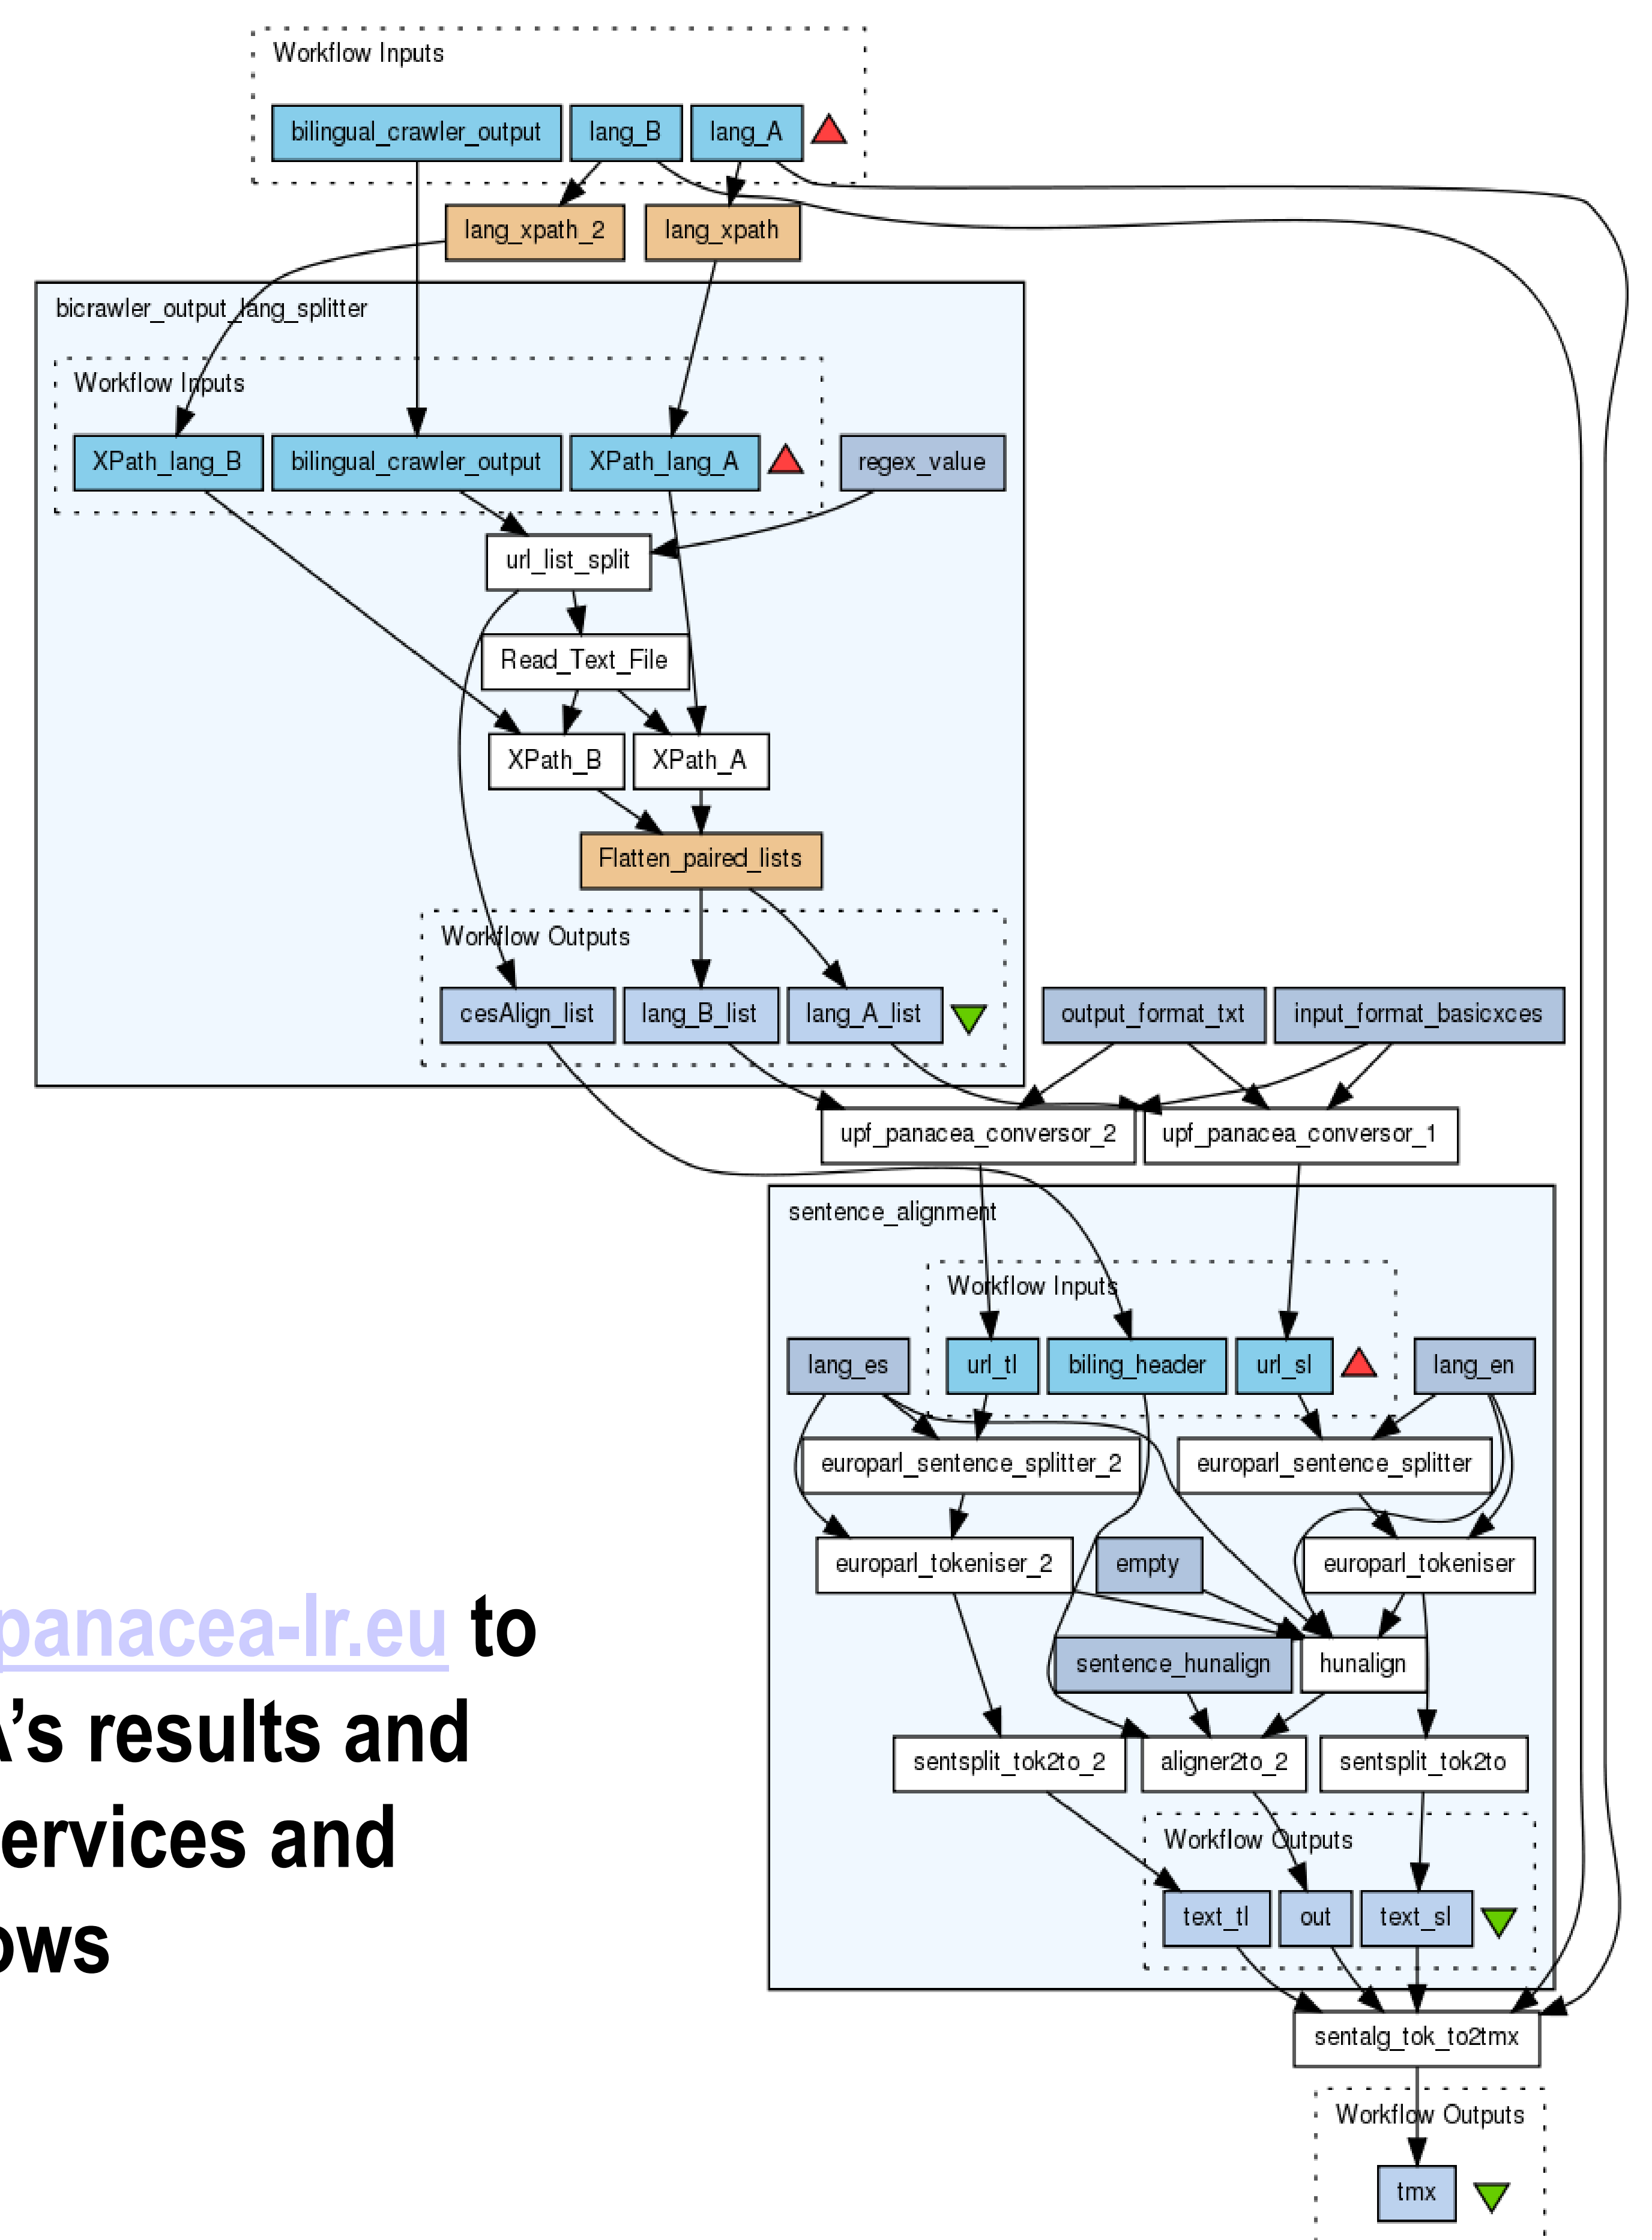 Workflow Inputs
bilingual_crawler_output lang_B lang_A
lang_xpath_2 lang_xpath
bicrawler_output_lang_splitter
Workflow Inputs
XPath_lang_B bilingual_crawler_output XPath_lang_A regex_value
url_list_split
Read_Text_File
XPath_B XPath_A
Flatten_paired_lists
Workflow Outputs
cesAlign_list lang_B_list lang_A_list output_format_txt input_format_basicxces
upf_panacea_conversor_2 upf_panacea_conversor_1
sentence_alignment
Workflow Inputs
lang_es url_tl biling_header url_sl lang_en
europarl_sentence_splitter_2 europarl_sentence_splitter
europarl_tokeniser_2 empty europarl_tokeniser
sentence_hunalign hunalign
sentsplit_tok2to_2 aligner2to_2 sentsplit_tok2to
Workflow Outputs
text_tl out text_sl
sentalg_tok_to2tmx
Workflow Outputs
tmx
panacea-lr.eu to
A’s results and
ervices and
ows